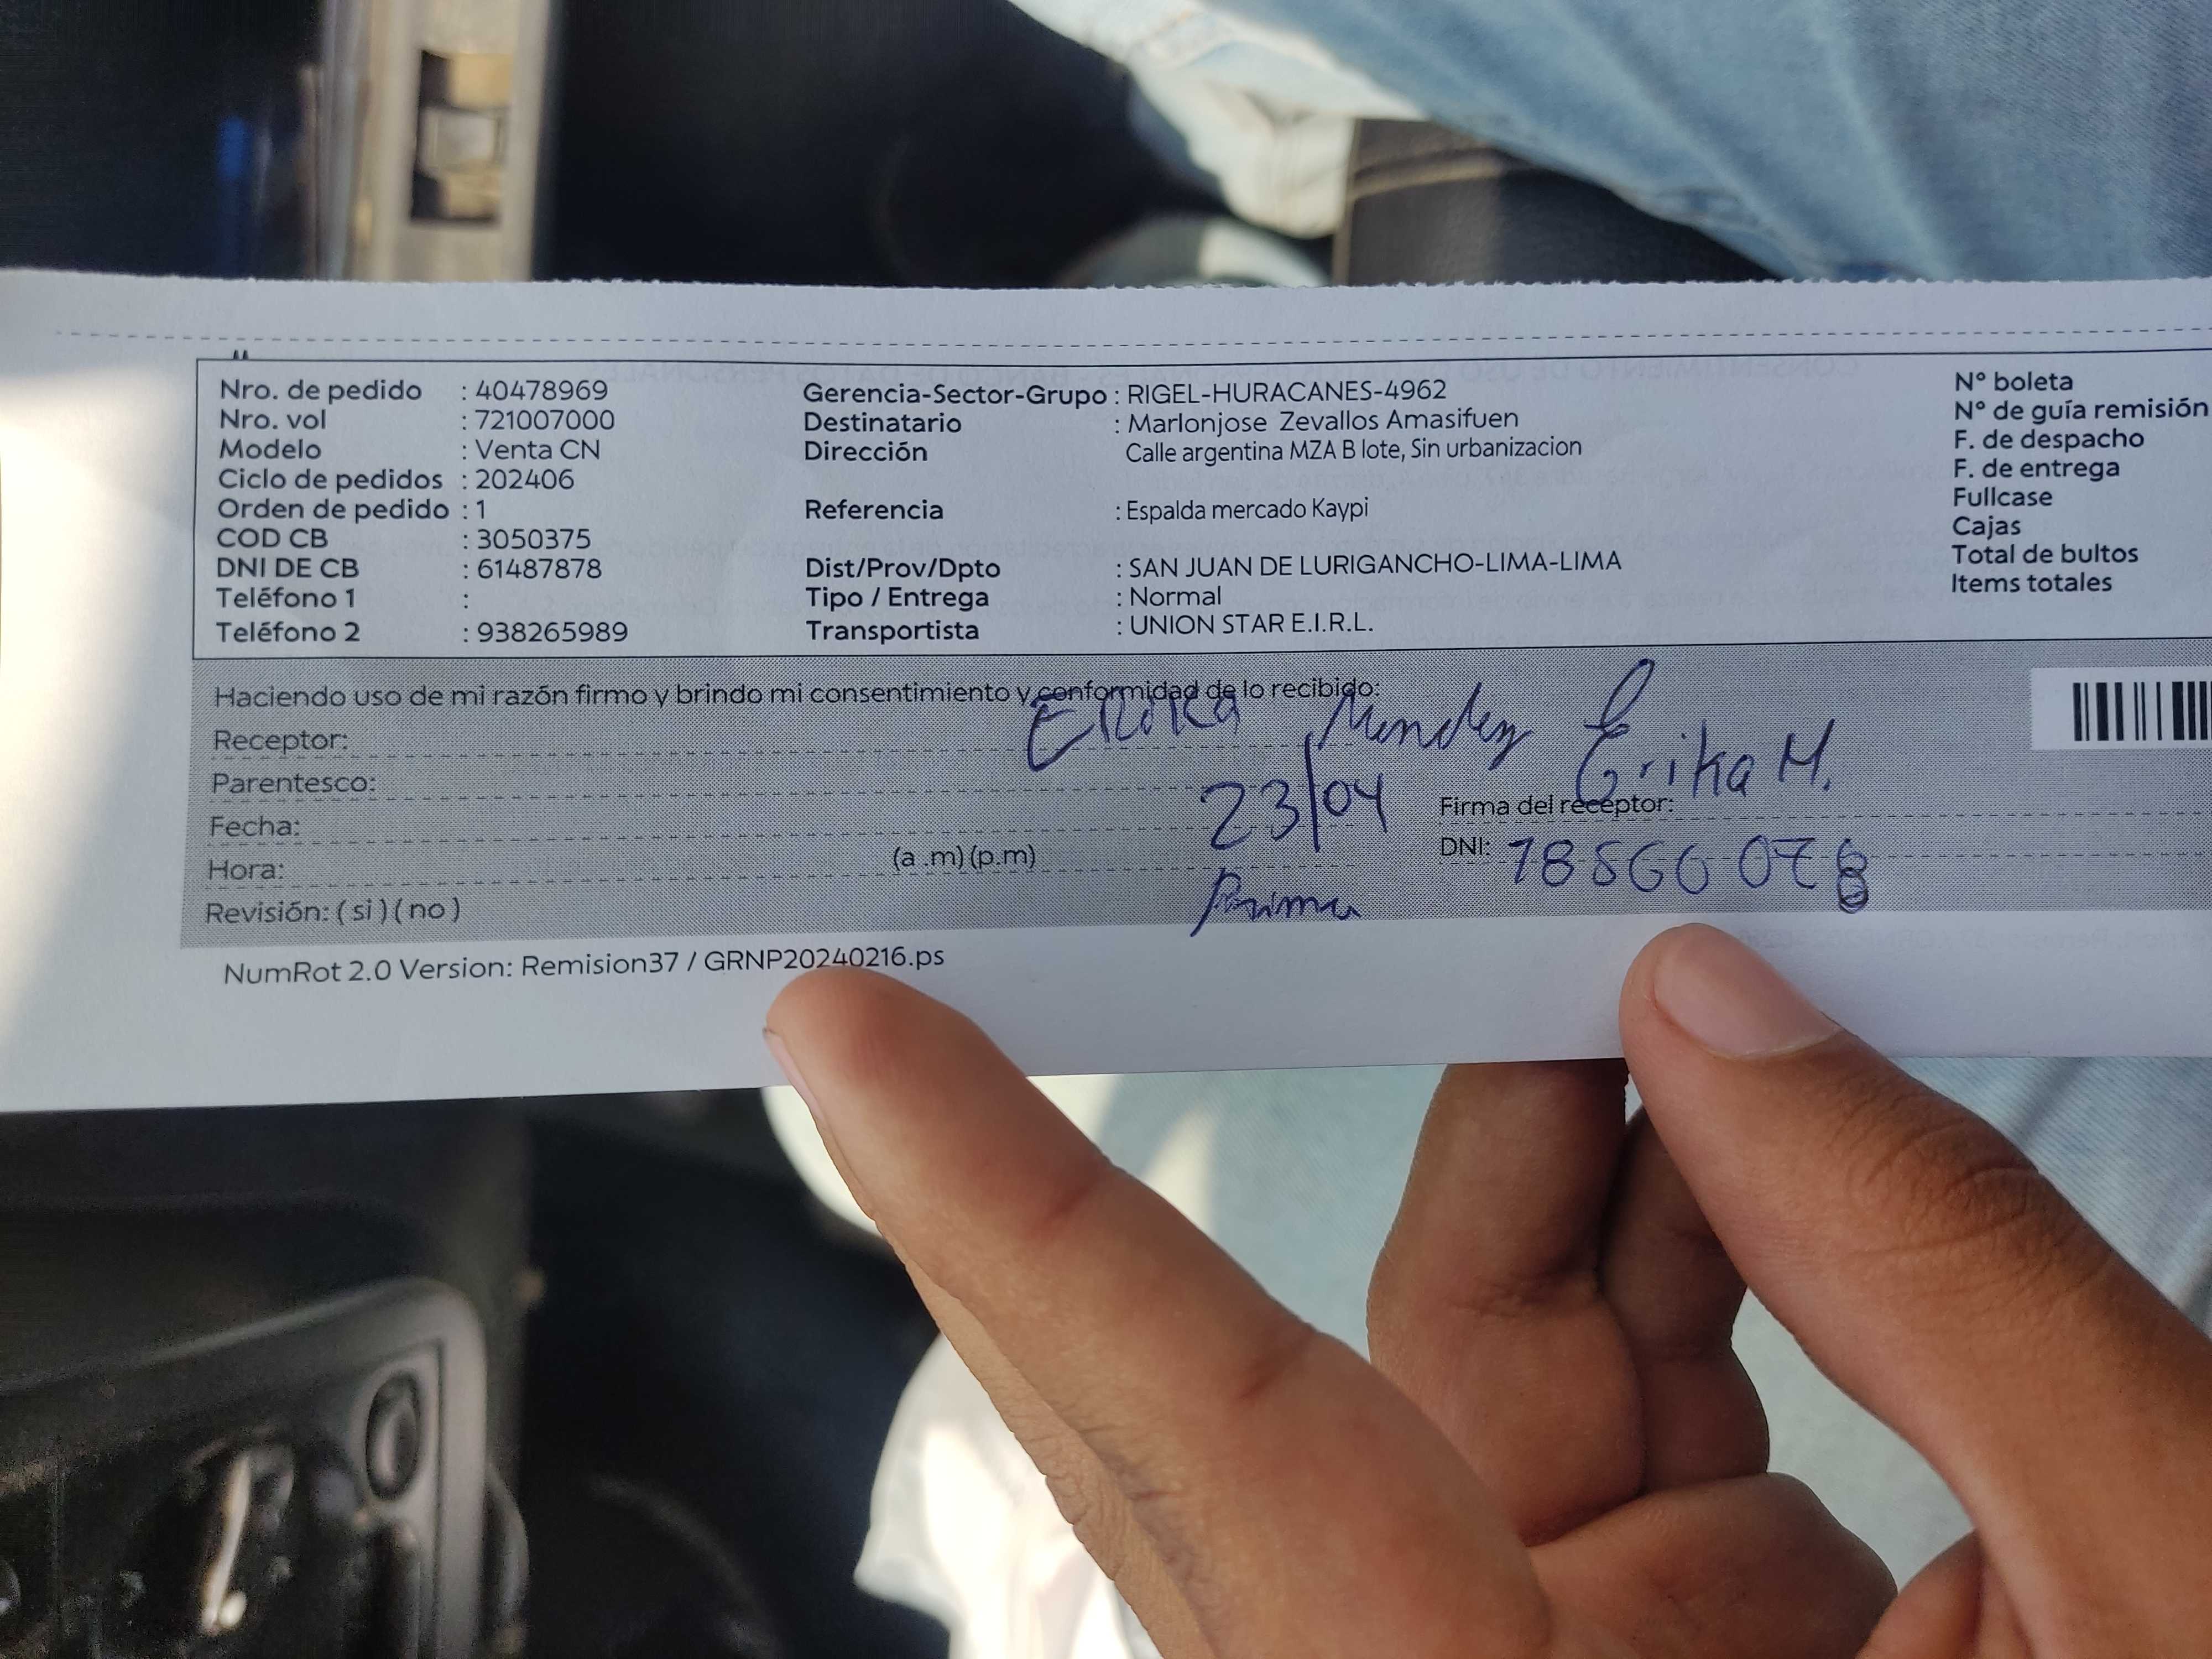 Nro. de pedido : 40478969 Gerencia-Sector-Grupo : RIGEL-HURACANES-4962 N° boleta
Nro. vol : 721007000 Destinatario : Marlonjose Zevallos Amasifuen N° de guía remisión
Modelo : Venta CN Dirección Calle argentina MZA B lote, Sin urbanizacion F. de despacho
Ciclo de pedidos : 202406 F. de entrega
Orden de pedido : 1 Referencia : Espalda mercado Kaypi Fullcase
COD CB : 3050375 Cajas
DNI DE CB : 61487878 Dist/Prov/Dpto : SAN JUAN DE LURIGANCHO-LIMA-LIMA Total de bultos
Teléfono 1 : Tipo / Entrega : Normal Items totales
Teléfono 2 : 938265989 Transportista : UNION STAR E.I.R.L.
Haciendo uso de mi razón firmo y brindo mi consentimiento y conformidad de lo recibido:
Receptor: Mendez Erika M.
Parentesco:
Fecha: 23/04 Firma del receptor:
Hora: (a.m)(p.m) DNI:
Revisión: ( si ) ( no ) Prima
NumRot 2.0 Version: Remision37 / GRNP20240216.ps